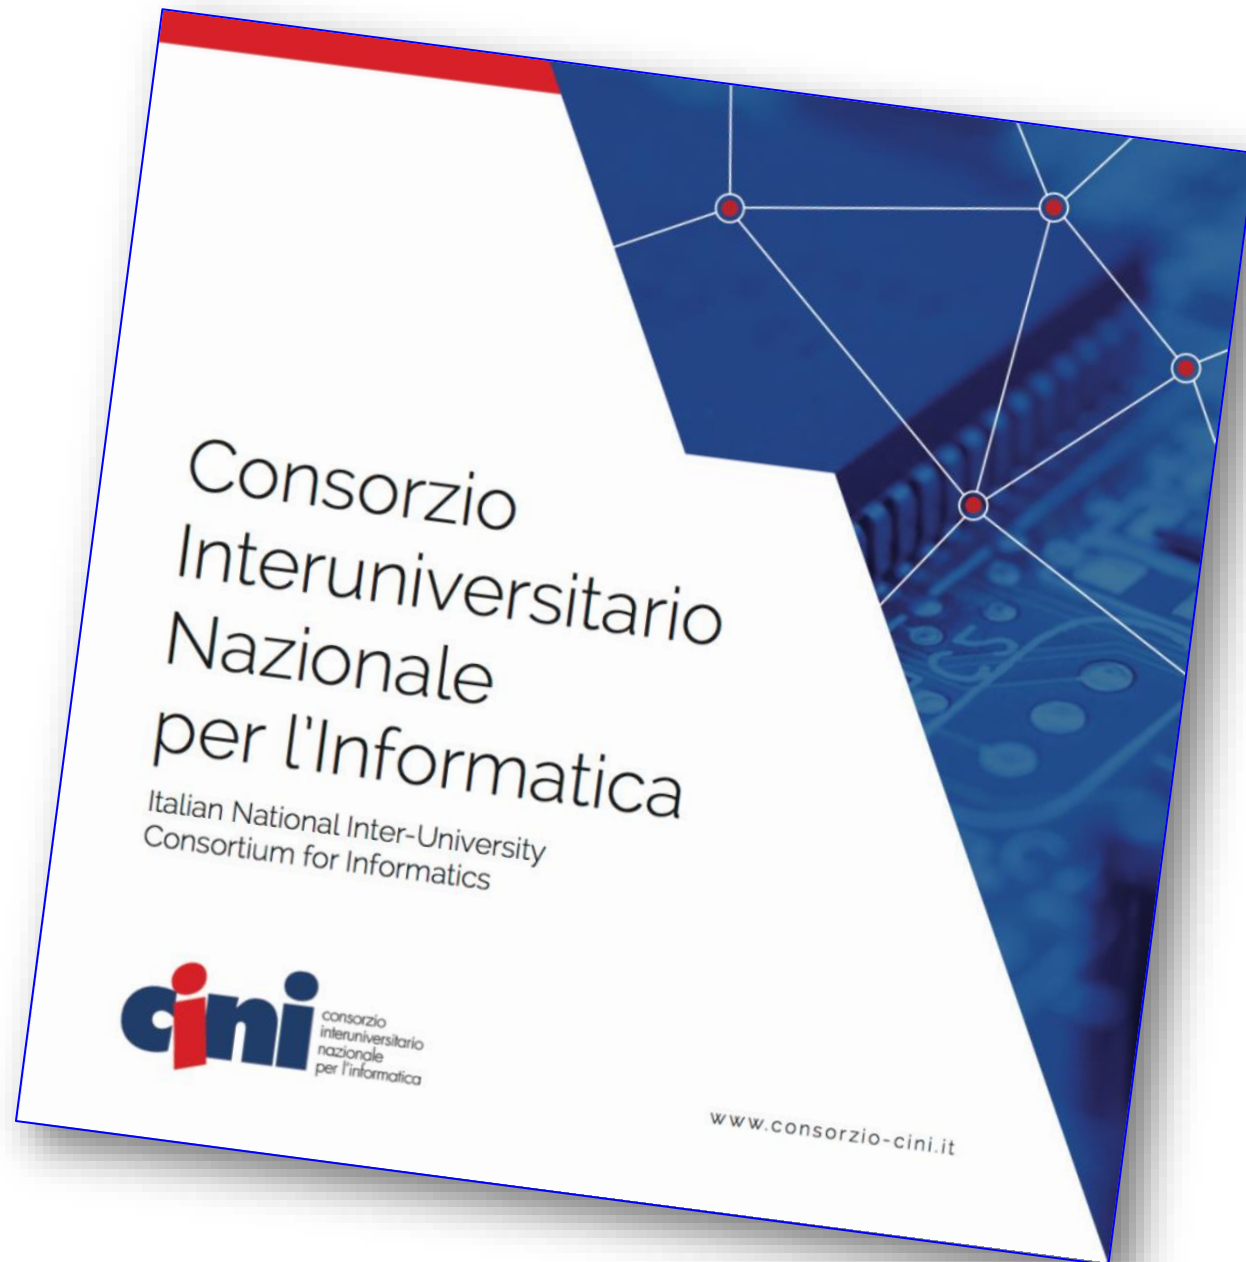 Consorzio
Interuniversitario
Nazionale
per l'Informatica
Italian National Inter-University
Consortium for Informatics
cini
consorzio
interuniversitario
nazionale
per l'informatica
www.consorzio-cini.it